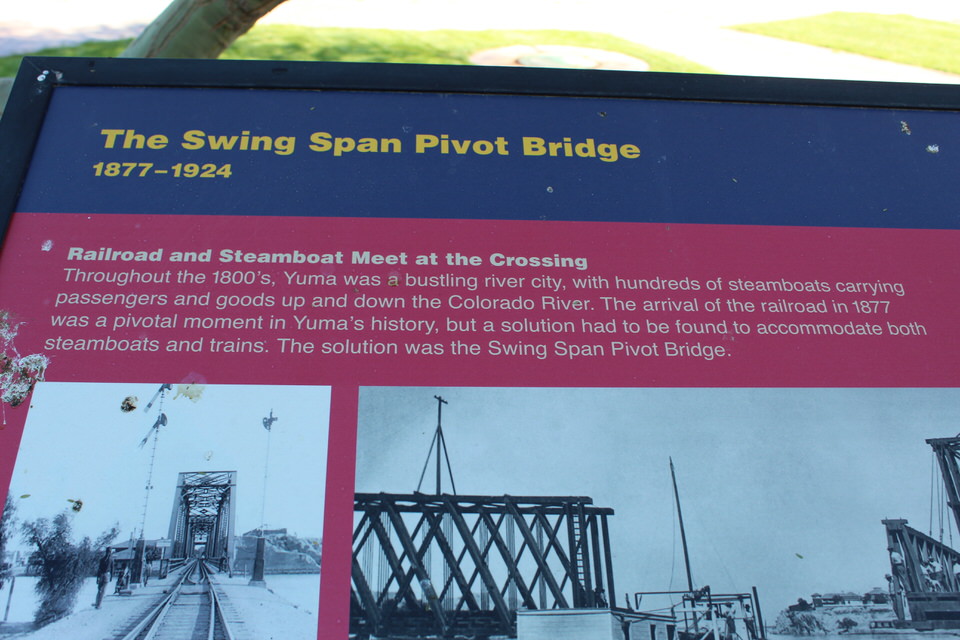 The Swing Span Pivot Bridge
1877–1924
Railroad and Steamboat Meet at the Crossing
Throughout the 1800's, Yuma was a bustling river city, with hundreds of steamboats carrying
passengers and goods up and down the Colorado River. The arrival of the railroad in 1877
was a pivotal moment in Yuma's history, but a solution had to be found to accommodate both
steamboats and trains. The solution was the Swing Span Pivot Bridge.